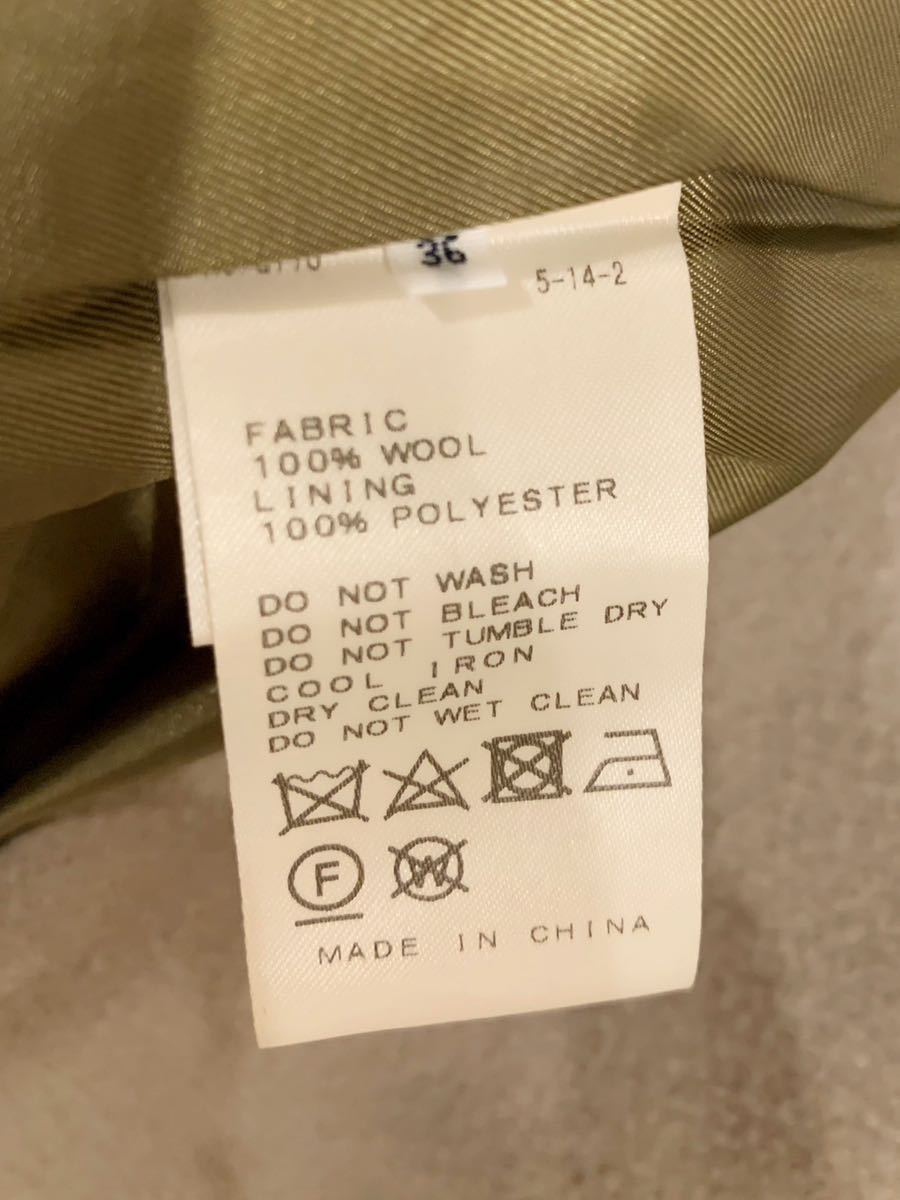 36
5-14-2
FABRIC
100% WOOL
LINING
100% POLYESTER
DO NOT WASH
DO NOT BLEACH
DO NOT TUMBLE DRY
COOL IRON
DRY CLEAN
DO NOT WET CLEAN
F W
MADE IN CHINA